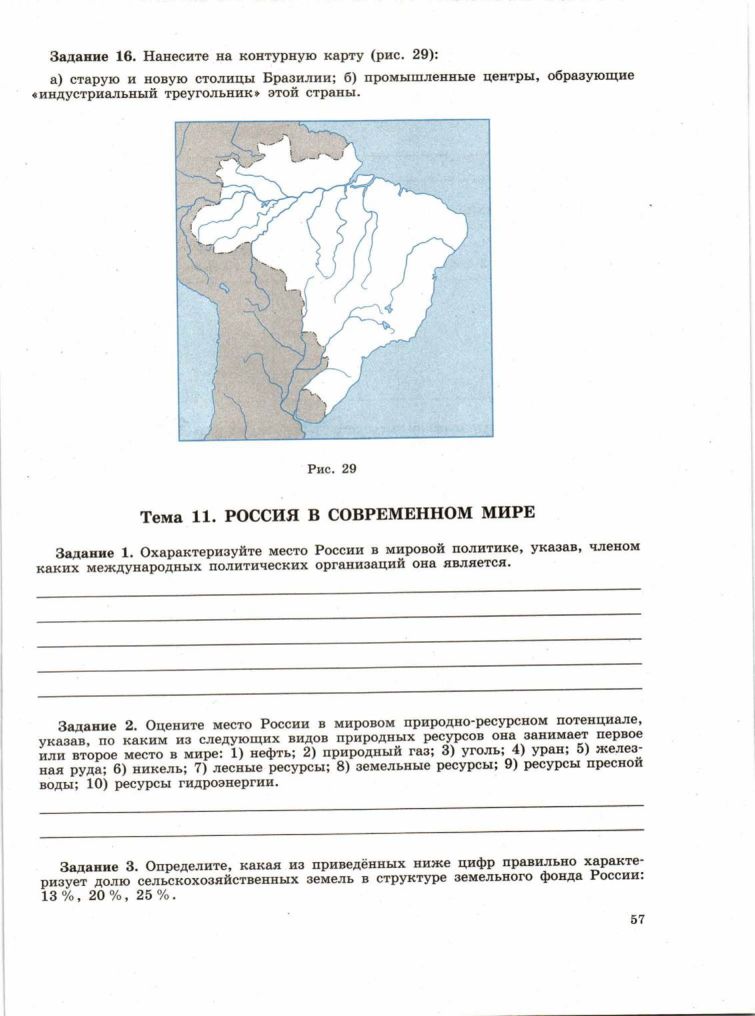 Задание 16. Нанесите на контурную карту (рис. 29):
а) старую и новую столицы Бразилии; б) промышленные центры, образующие
«индустриальный треугольник» этой страны.
Рис. 29
Тема 11. РОССИЯ В СОВРЕМЕННОМ МИРЕ
Задание 1. Охарактеризуйте место России в мировой политике, указав, членом
каких международных политических организаций она является.
Задание 2. Оцените место России в мировом природно-ресурсном потенциале,
указав, по каким из следующих видов природных ресурсов она занимает первое
или второе место в мире: 1) нефть; 2) природный газ; 3) уголь; 4) уран; 5) желез-
ная руда; 6) никель; 7) лесные ресурсы; 8) земельные ресурсы; 9) ресурсы пресной
воды; 10) ресурсы гидроэнергии.
Задание 3. Определите, какая из приведённых ниже цифр правильно характе-
ризует долю сельскохозяйственных земель в структуре земельного фонда России:
13 %, 20 %, 25 %.
57